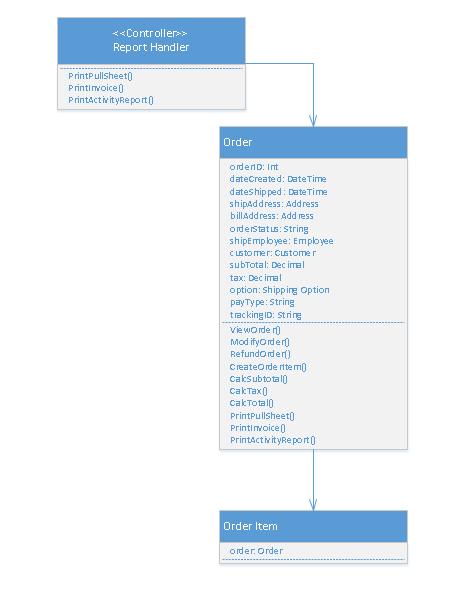 <<Controller>>
Report Handler
PrintPullSheet()
PrintInvoice()
PrintActivityReport()
Order
orderID: Int
dateCreated: DateTime
dateShipped: DateTime
shipAddress: Address
billAddress: Address
orderStatus: String
shipEmployee: Employee
customer: Customer
subTotal: Decimal
tax: Decimal
option: Shipping Option
payType: String
trackingID: String
ViewOrder()
ModifyOrder()
RefundOrder()
CreateOrderItem()
CalcSubtotal()
CalcTax()
CalcTotal()
PrintPullSheet()
PrintInvoice()
PrintActivityReport()
Order Item
order: Order